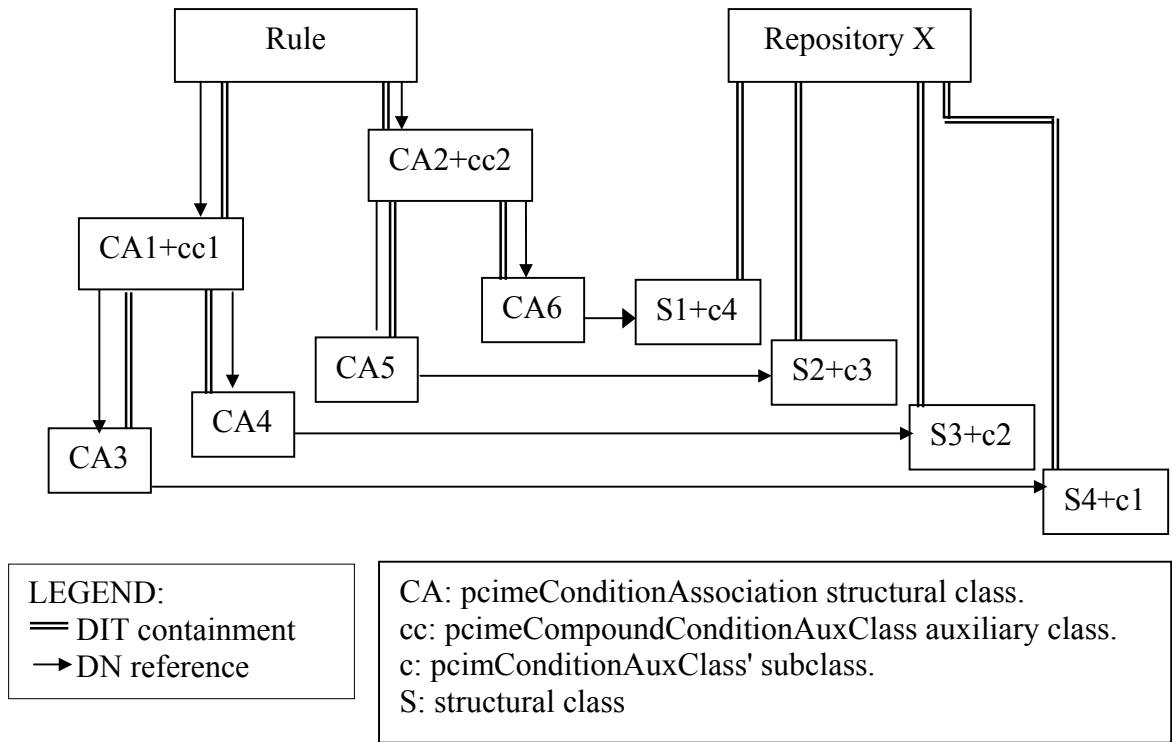 Rule
Repository X
CA2+cc2
CA1+cc1
CA6
S1+c4
CA5
S2+c3
CA4
S3+c2
CA3
S4+c1
LEGEND:
DIT containment
DN reference
CA: pcimeConditionAssociation structural class.
cc: pcimeCompoundConditionAuxClass auxiliary class.
c: pcimConditionAuxClass' subclass.
S: structural class